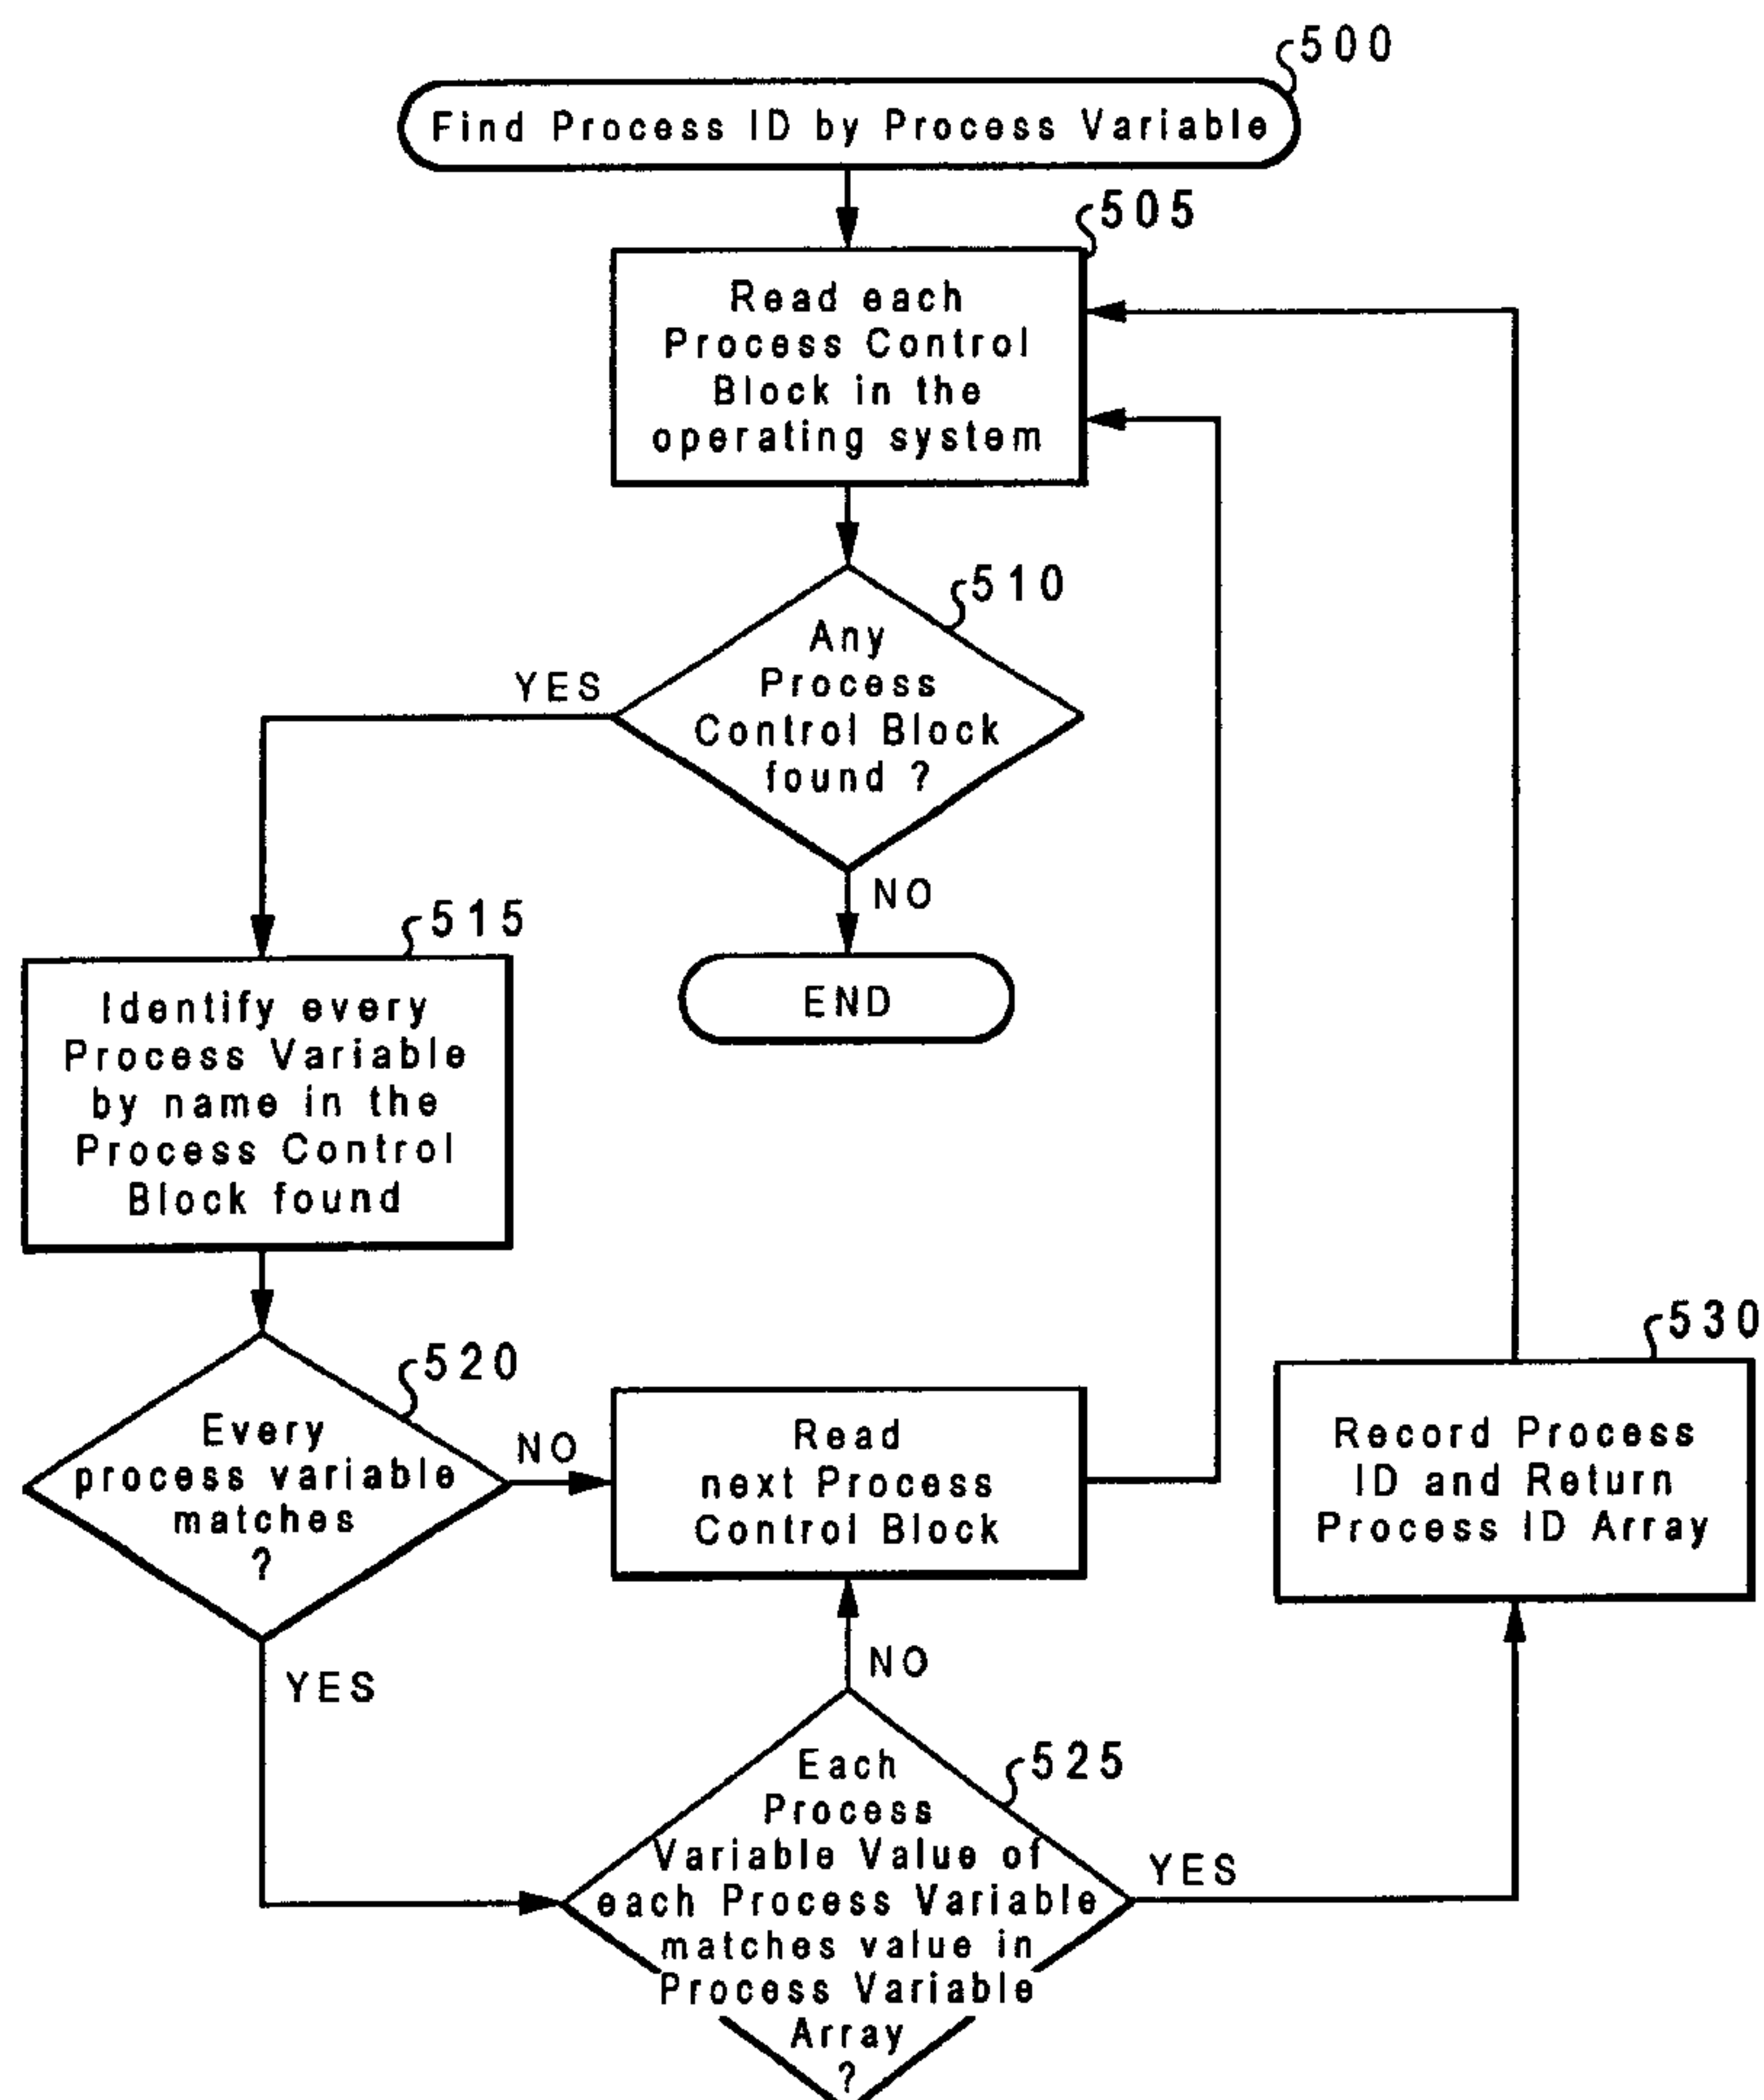 500
Find Process ID by Process Variable
505
Read each
Process Control
Block in the
operating system
510
Any
Process
Control Block
found ?
YES
NO
END
515
Identify every
Process Variable
by name in the
Process Control
Block found
520
Every
process variable
matches
?
NO
YES
Read
next Process
Control Block
NO
525
Each
Process
Variable Value of
each Process Variable
matches value in
Process Variable
Array
?
YES
530
Record Process
ID and Return
Process ID Array